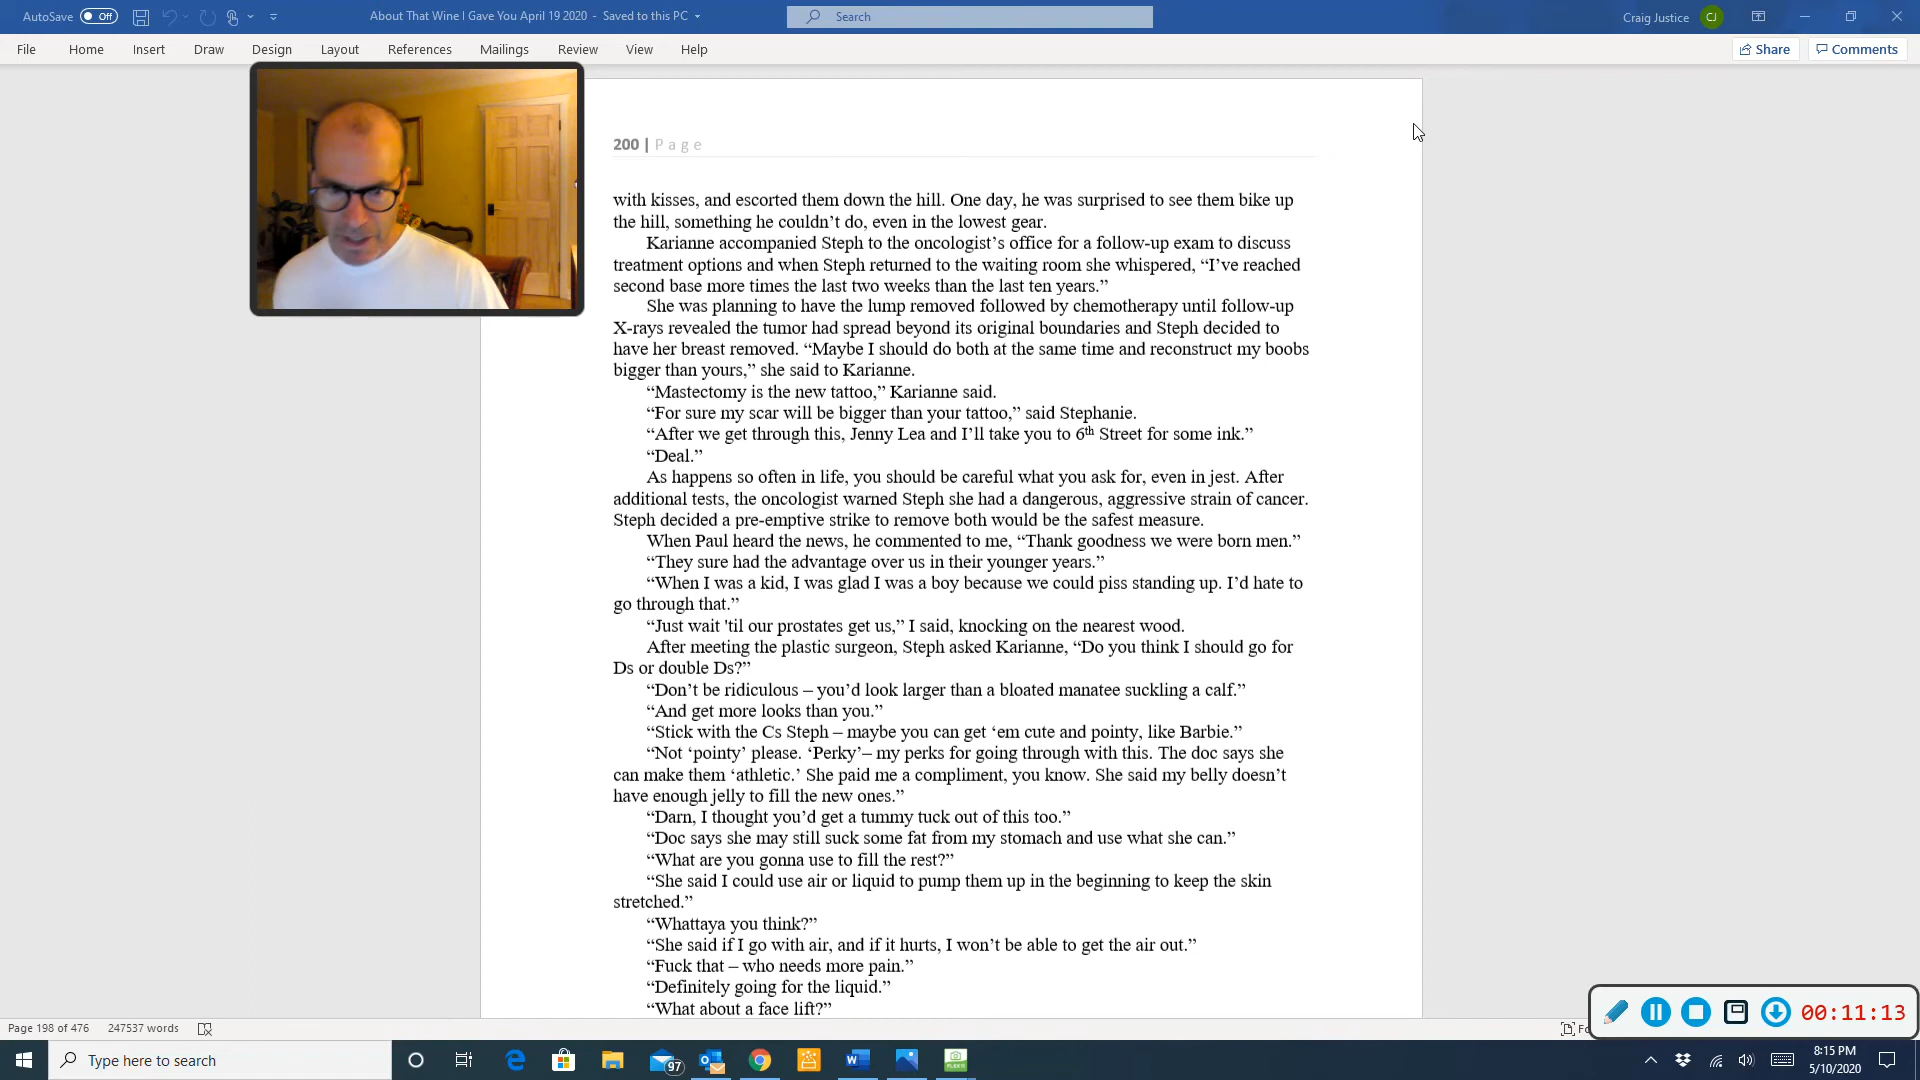 AutoSave Off About That Wine I Gave You April 19 2020 - Saved to this PC Search Craig Justice CJ
File Home Insert Draw Design Layout References Mailings Review View Help Share Comments
200 | Page
with kisses, and escorted them down the hill. One day, he was surprised to see them bike up
the hill, something he couldn’t do, even in the lowest gear.
Karianne accompanied Steph to the oncologist’s office for a follow-up exam to discuss
treatment options and when Steph returned to the waiting room she whispered, “I’ve reached
second base more times the last two weeks than the last ten years.”
She was planning to have the lump removed followed by chemotherapy until follow-up
X-rays revealed the tumor had spread beyond its original boundaries and Steph decided to
have her breast removed. “Maybe I should do both at the same time and reconstruct my boobs
bigger than yours,” she said to Karianne.
“Mastectomy is the new tattoo,” Karianne said.
“For sure my scar will be bigger than your tattoo,” said Stephanie.
“After we get through this, Jenny Lea and I’ll take you to 6th Street for some ink.”
“Deal.”
As happens so often in life, you should be careful what you ask for, even in jest. After
additional tests, the oncologist warned Steph she had a dangerous, aggressive strain of cancer.
Steph decided a pre-emptive strike to remove both would be the safest measure.
When Paul heard the news, he commented to me, “Thank goodness we were born men.”
“They sure had the advantage over us in their younger years.”
“When I was a kid, I was glad I was a boy because we could piss standing up. I’d hate to
go through that.”
“Just wait 'til our prostates get us,” I said, knocking on the nearest wood.
After meeting the plastic surgeon, Steph asked Karianne, “Do you think I should go for
Ds or double Ds?”
“Don’t be ridiculous – you’d look larger than a bloated manatee suckling a calf.”
“And get more looks than you.”
“Stick with the Cs Steph – maybe you can get ‘em cute and pointy, like Barbie.”
“Not ‘pointy’ please. ‘Perky’– my perks for going through with this. The doc says she
can make them ‘athletic.’ She paid me a compliment, you know. She said my belly doesn’t
have enough jelly to fill the new ones.”
“Darn, I thought you’d get a tummy tuck out of this too.”
“Doc says she may still suck some fat from my stomach and use what she can.”
“What are you gonna use to fill the rest?”
“She said I could use air or liquid to pump them up in the beginning to keep the skin
stretched.”
“Whattaya you think?”
“She said if I go with air, and if it hurts, I won’t be able to get the air out.”
“Fuck that – who needs more pain.”
“Definitely going for the liquid.”
“What about a face lift?”
00:11:13
Page 198 of 476 247537 words Fo
Type here to search 97 8:15 PM
5/10/2020